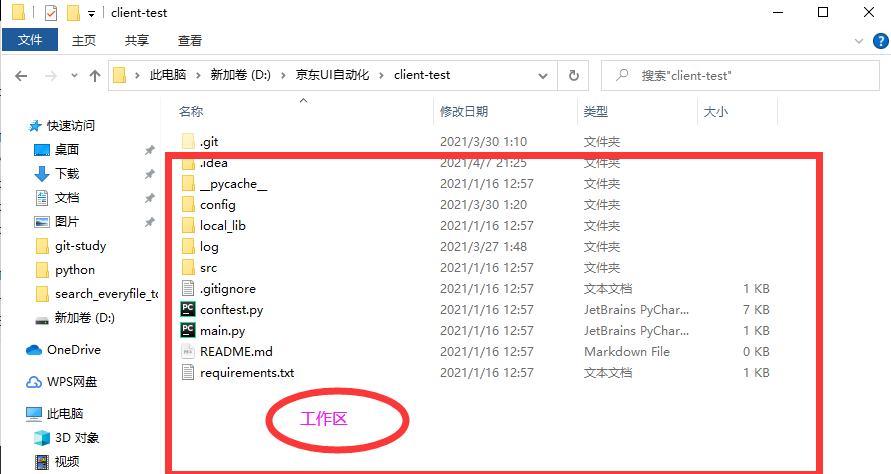 client-test
文件 主页 共享 查看
此电脑 新加卷 (D:) 京东UI自动化 client-test 搜索"client-test"
名称 修改日期 类型 大小
快速访问
桌面
下载
文档
图片
git-study
python
search_everyfile_to
新加卷 (D:)
OneDrive
WPS网盘
此电脑
3D 对象
视频
.git 2021/3/30 1:10 文件夹
.idea 2021/4/7 21:25 文件夹
__pycache__ 2021/1/16 12:57 文件夹
config 2021/3/30 1:20 文件夹
local_lib 2021/1/16 12:57 文件夹
log 2021/3/27 1:48 文件夹
src 2021/1/16 12:57 文件夹
.gitignore 2021/1/16 12:57 文本文档 1 KB
conftest.py 2021/1/16 12:57 JetBrains PyChar... 7 KB
main.py 2021/1/16 12:57 JetBrains PyChar... 1 KB
README.md 2021/1/16 12:57 Markdown File 0 KB
requirements.txt 2021/1/16 12:57 文本文档 1 KB
工作区